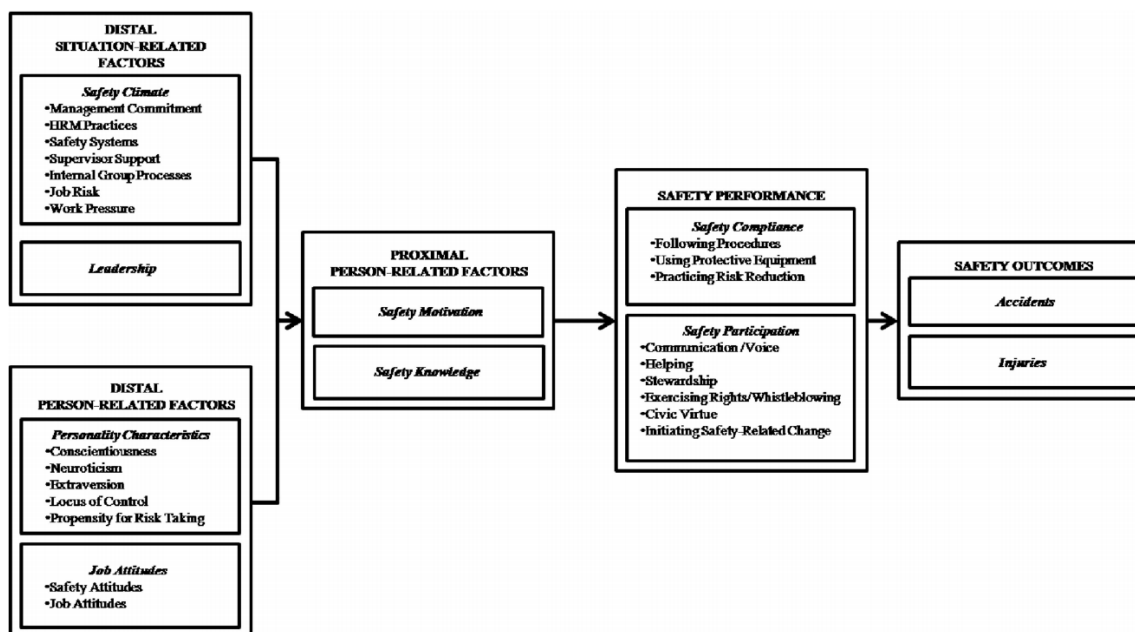 DISTAL
SITUATION-RELATED
FACTORS
Safety Climate
•Management Commitment
•HRM Practices
•Safety Systems
•Supervisor Support
•Internal Group Processes
•Job Risk
•Work Pressure
Leadership
DISTAL
PERSON-RELATED FACTORS
Personality Characteristics
•Conscientiousness
•Neuroticism
•Extraversion
•Locus of Control
•Propensity for Risk Taking
Job Attitudes
•Safety Attitudes
•Job Attitudes
PROXIMAL
PERSON-RELATED FACTORS
Safety Motivation
Safety Knowledge
SAFETY PERFORMANCE
Safety Compliance
•Following Procedures
•Using Protective Equipment
•Practicing Risk Reduction
Safety Participation
•Communication /Voice
•Helping
•Stewardship
•Exercising Rights/Whistleblowing
•Civic Virtue
•Initiating Safety-Related Change
SAFETY OUTCOMES
Accidents
Injuries